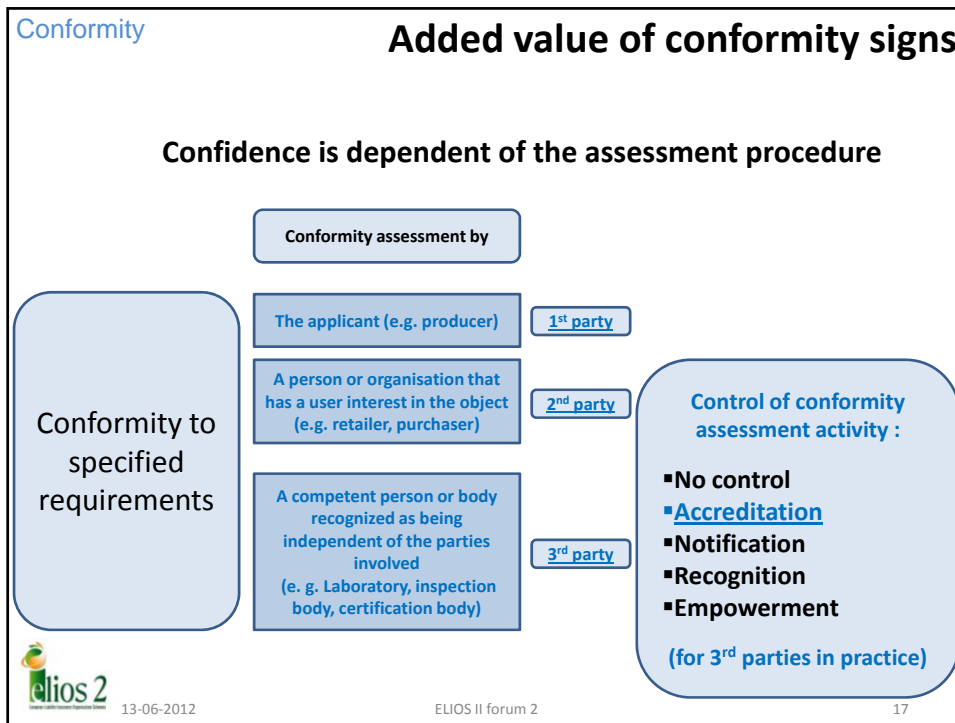 Conformity
Added value of conformity signs
Confidence is dependent of the assessment procedure
Conformity assessment by
Conformity to
specified
requirements
The applicant (e.g. producer)
1st party
A person or organisation that
has a user interest in the object
(e.g. retailer, purchaser)
2nd party
A competent person or body
recognized as being
independent of the parties
involved
(e. g. Laboratory, inspection
body, certification body)
3rd party
Control of conformity
assessment activity :
▪No control
▪Accreditation
▪Notification
▪Recognition
▪Empowerment
(for 3rd parties in practice)
elios 2
13-06-2012
ELIOS II forum 2
17